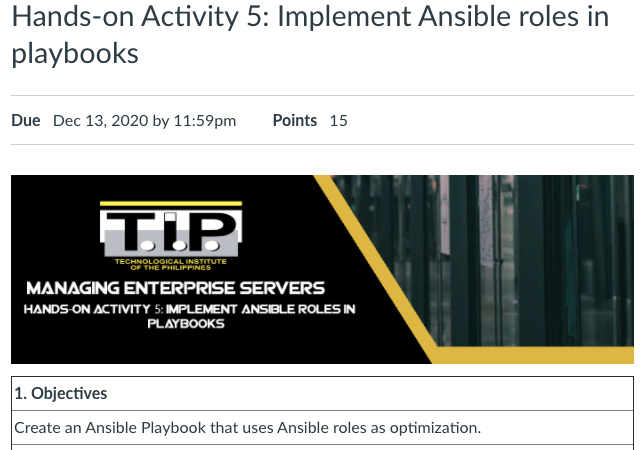 Hands-on Activity 5: Implement Ansible roles in
playbooks
Due Dec 13, 2020 by 11:59pm Points 15
T.I.P
TECHNOLOGICAL INSTITUTE
OF THE PHILIPPINES
MANAGING ENTERPRISE SERVERS
HANDS-ON ACTIVITY 5: IMPLEMENT ANSIBLE ROLES IN
PLAYBOOKS
1. Objectives
Create an Ansible Playbook that uses Ansible roles as optimization.